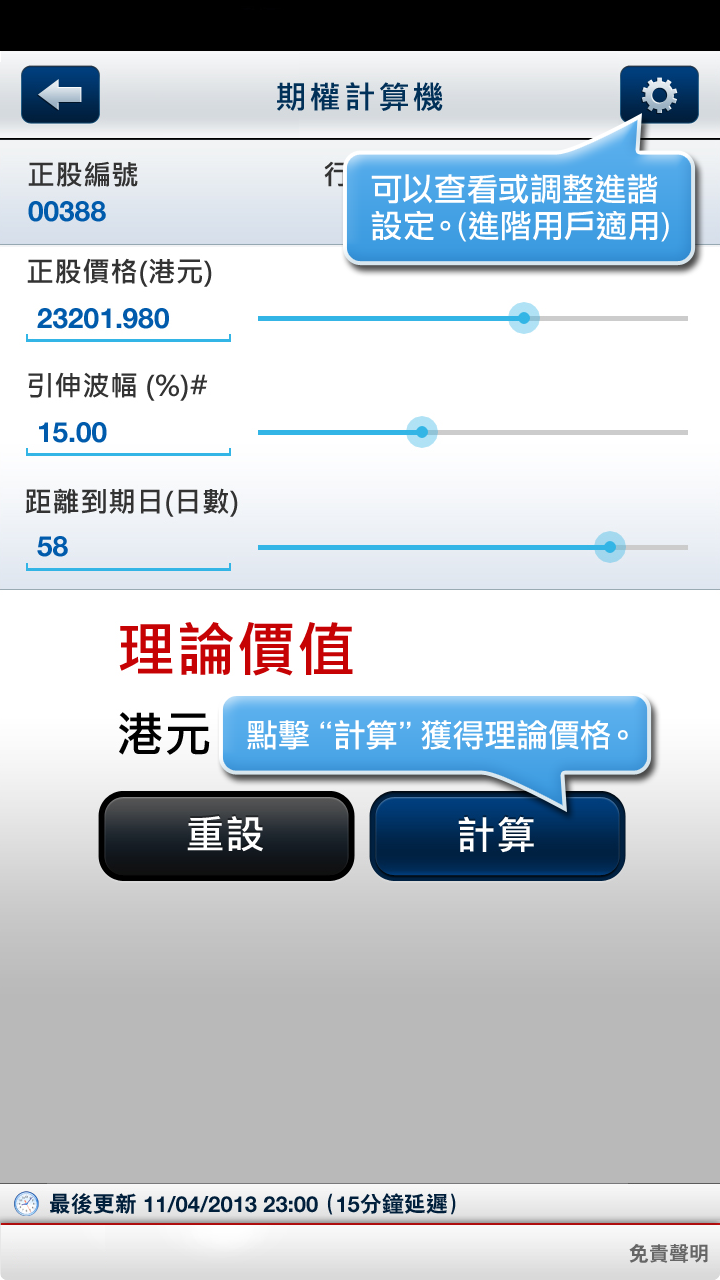 期權計算機
正股編號
行
00388
可以查看或調整進諧
設定。(進階用戶適用)
正股價格(港元)
23201.980
引伸波幅 (%)#
15.00
距離到期日(日數)
58
理論價值
港元
點擊 “計算” 獲得理論價格。
重設
計算
最後更新 11/04/2013 23:00 (15分鐘延遲)
免責聲明